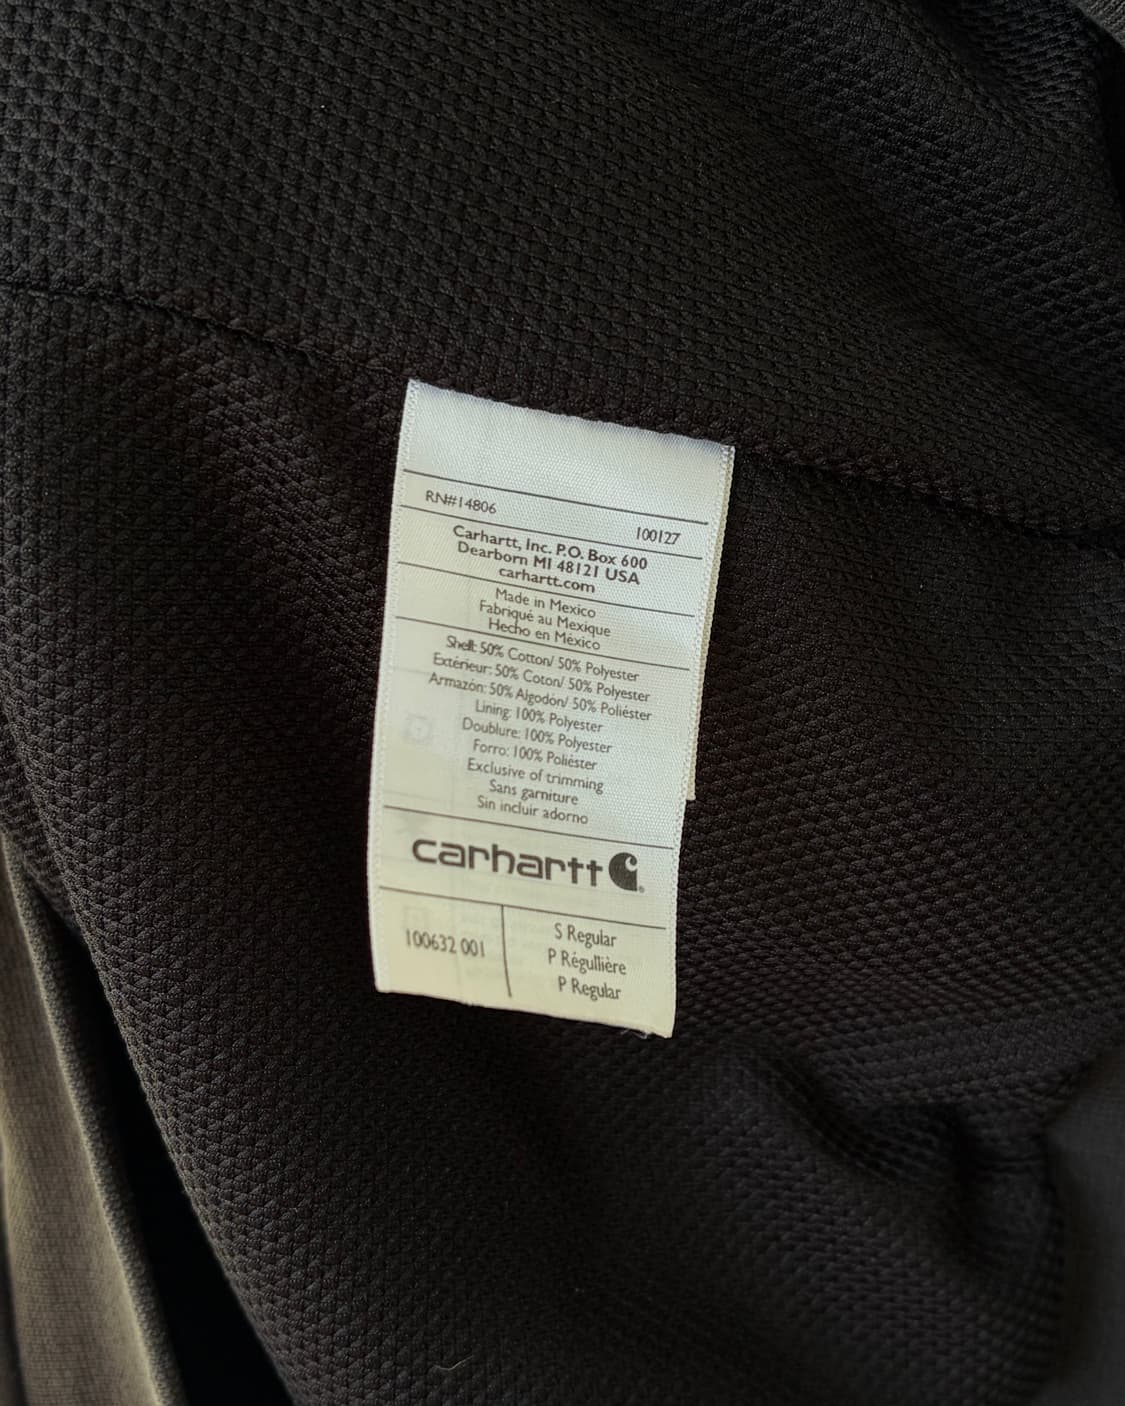 RN#14806 100127
Carhartt, Inc. P.O. Box 600
Dearborn MI 48121 USA
carhartt.com
Made in Mexico
Fabriqué au Mexique
Hecho en México
Shell: 50% Cotton/ 50% Polyester
Extérieur: 50% Coton/ 50% Polyester
Armazón: 50% Algodón/ 50% Poliéster
Lining: 100% Polyester
Doublure: 100% Polyester
Forro: 100% Poliéster
Exclusive of trimming
Sans garniture
Sin incluir adorno
carhartt
100632 001
S Regular
P Régullière
P Regular